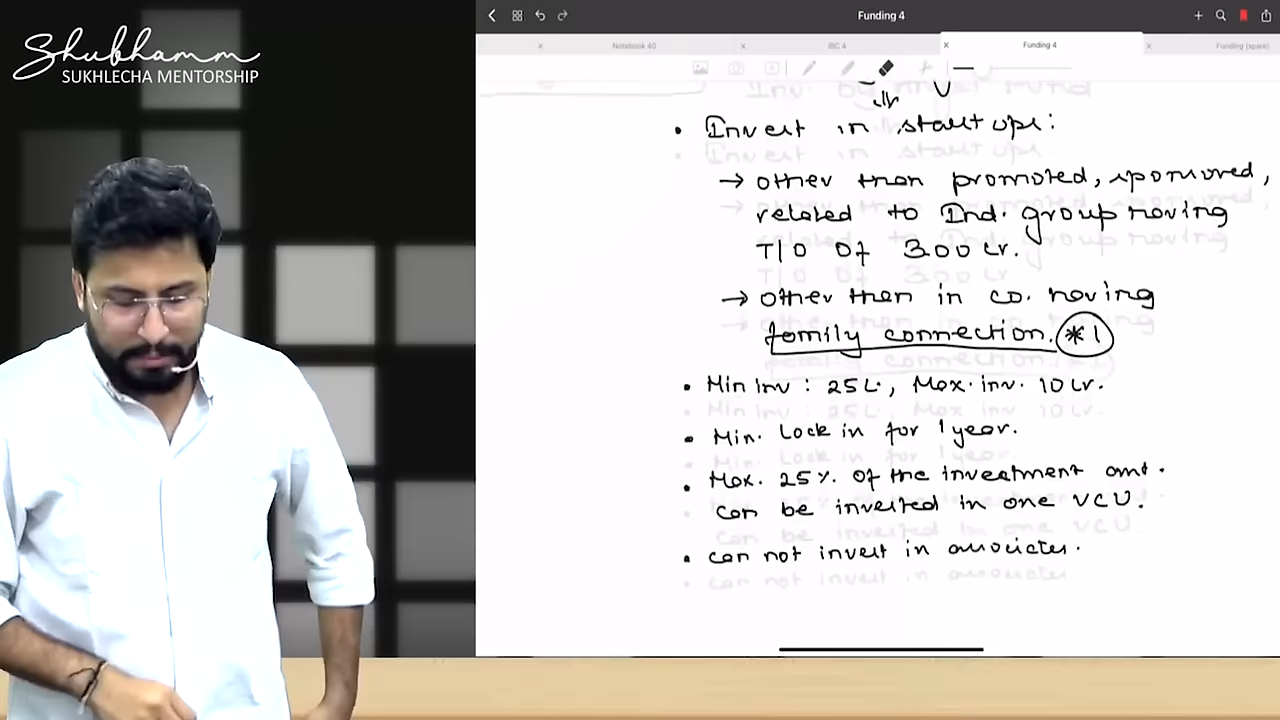 Shubhamm
SUKHLECHA MENTORSHIP
Funding 4
Notebook 40
IBC 4
Funding 4
Funding (spare)
Inv. by
Fund
• Invest in startups:
→ other than promoted, sponsored,
related to Ind. group having
T/O of 300 cr.
→ other than in co. having
family connection. *1
• Min inv : 25L., Max. inv. 10 cr.
• Min. Lock in for 1 year.
• Max. 25%. of the investment amt.
can be invested in one VCU.
• can not invest in associates.